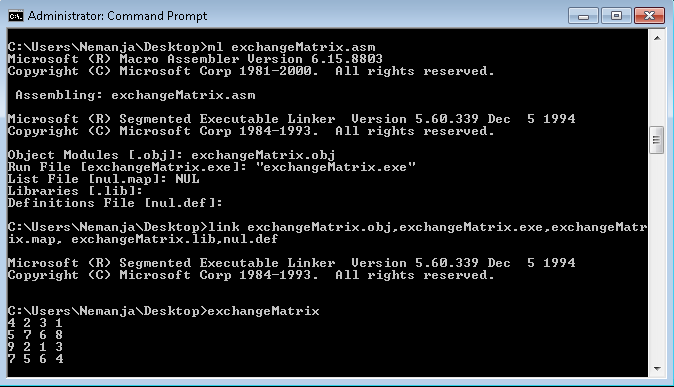 Administrator: Command Prompt
C:\Users\Nemanja\Desktop>ml exchangeMatrix.asm
Microsoft (R) Macro Assembler Version 6.15.8803
Copyright (C) Microsoft Corp 1981-2000.  All rights reserved.
Assembling: exchangeMatrix.asm
Microsoft (R) Segmented Executable Linker  Version 5.60.339 Dec  5 1994
Copyright (C) Microsoft Corp 1984-1993.  All rights reserved.
Object Modules [.obj]: exchangeMatrix.obj
Run File [exchangeMatrix.exe]: "exchangeMatrix.exe"
List File [nul.map]: NUL
Libraries [.lib]:
Definitions File [nul.def]:
C:\Users\Nemanja\Desktop>link exchangeMatrix.obj,exchangeMatrix.exe,exchangeMatr
ix.map, exchangeMatrix.lib,nul.def
Microsoft (R) Segmented Executable Linker  Version 5.60.339 Dec  5 1994
Copyright (C) Microsoft Corp 1984-1993.  All rights reserved.
C:\Users\Nemanja\Desktop>exchangeMatrix
4 2 3 1
5 7 6 8
9 2 1 3
7 5 6 4